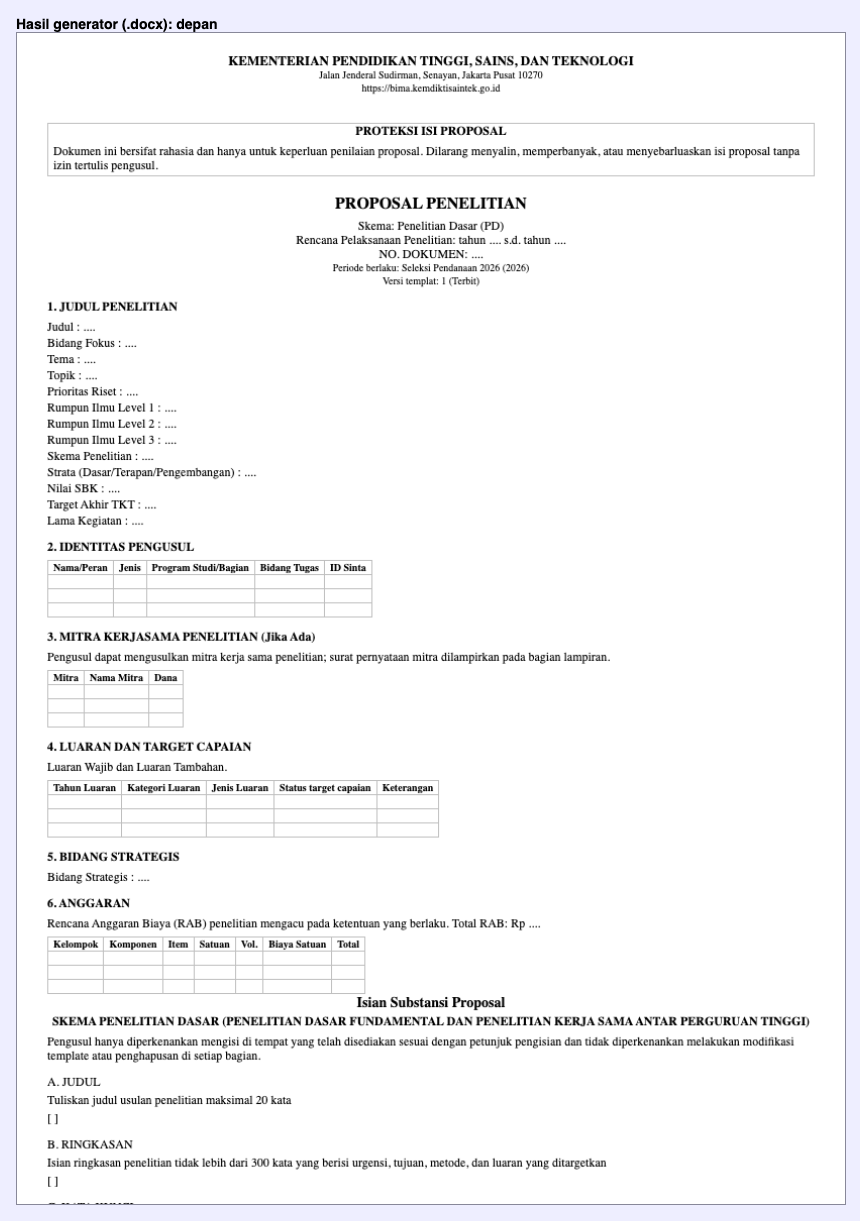 Hasil generator (.docx): depan
KEMENTERIAN PENDIDIKAN TINGGI, SAINS, DAN TEKNOLOGI
Jalan Jenderal Sudirman, Senayan, Jakarta Pusat 10270
https://bima.kemdiktisaintek.go.id
PROTEKSI ISI PROPOSAL
Dokumen ini bersifat rahasia dan hanya untuk keperluan penilaian proposal. Dilarang menyalin, memperbanyak, atau menyebarluaskan isi proposal tanpa
izin tertulis pengusul.
PROPOSAL PENELITIAN
Skema: Penelitian Dasar (PD)
Rencana Pelaksanaan Penelitian: tahun .... s.d. tahun ....
NO. DOKUMEN: ....
Periode berlaku: Seleksi Pendanaan 2026 (2026)
Versi templat: 1 (Terbit)
1. JUDUL PENELITIAN
Judul : ....
Bidang Fokus : ....
Tema : ....
Topik : ....
Prioritas Riset : ....
Rumpun Ilmu Level 1 : ....
Rumpun Ilmu Level 2 : ....
Rumpun Ilmu Level 3 : ....
Skema Penelitian : ....
Strata (Dasar/Terapan/Pengembangan) : ....
Nilai SBK : ....
Target Akhir TKT : ....
Lama Kegiatan : ....
2. IDENTITAS PENGUSUL
Nama/Peran Jenis Program Studi/Bagian Bidang Tugas ID Sinta
3. MITRA KERJASAMA PENELITIAN (Jika Ada)
Pengusul dapat mengusulkan mitra kerja sama penelitian; surat pernyataan mitra dilampirkan pada bagian lampiran.
Mitra Nama Mitra Dana
4. LUARAN DAN TARGET CAPAIAN
Luaran Wajib dan Luaran Tambahan.
Tahun Luaran Kategori Luaran Jenis Luaran Status target capaian Keterangan
5. BIDANG STRATEGIS
Bidang Strategis : ....
6. ANGGARAN
Rencana Anggaran Biaya (RAB) penelitian mengacu pada ketentuan yang berlaku. Total RAB: Rp ....
Kelompok Komponen Item Satuan Vol. Biaya Satuan Total
Isian Substansi Proposal
SKEMA PENELITIAN DASAR (PENELITIAN DASAR FUNDAMENTAL DAN PENELITIAN KERJA SAMA ANTAR PERGURUAN TINGGI)
Pengusul hanya diperkenankan mengisi di tempat yang telah disediakan sesuai dengan petunjuk pengisian dan tidak diperkenankan melakukan modifikasi
template atau penghapusan di setiap bagian.
A. JUDUL
Tuliskan judul usulan penelitian maksimal 20 kata
[ ]
B. RINGKASAN
Isian ringkasan penelitian tidak lebih dari 300 kata yang berisi urgensi, tujuan, metode, dan luaran yang ditargetkan
[ ]